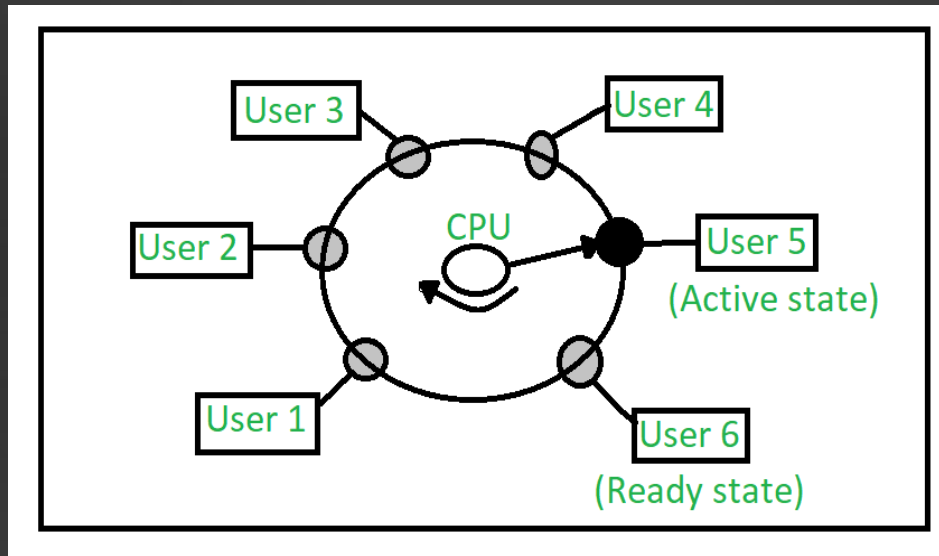 User 3
User 4
CPU
User 2
User 5
(Active state)
User 1
User 6
(Ready state)